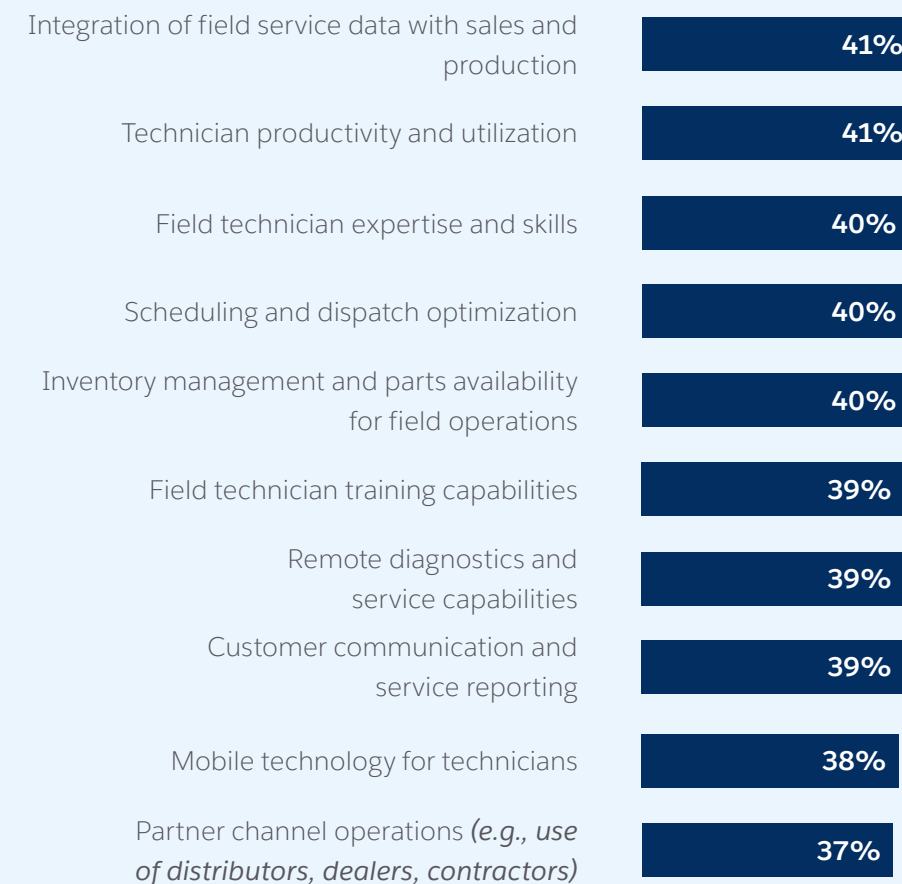 Integration of field service data with sales and
production
41%
Technician productivity and utilization
41%
Field technician expertise and skills
40%
Scheduling and dispatch optimization
40%
Inventory management and parts availability
for field operations
40%
Field technician training capabilities
39%
Remote diagnostics and
service capabilities
39%
Customer communication and
service reporting
39%
Mobile technology for technicians
38%
Partner channel operations (e.g., use
of distributors, dealers, contractors)
37%